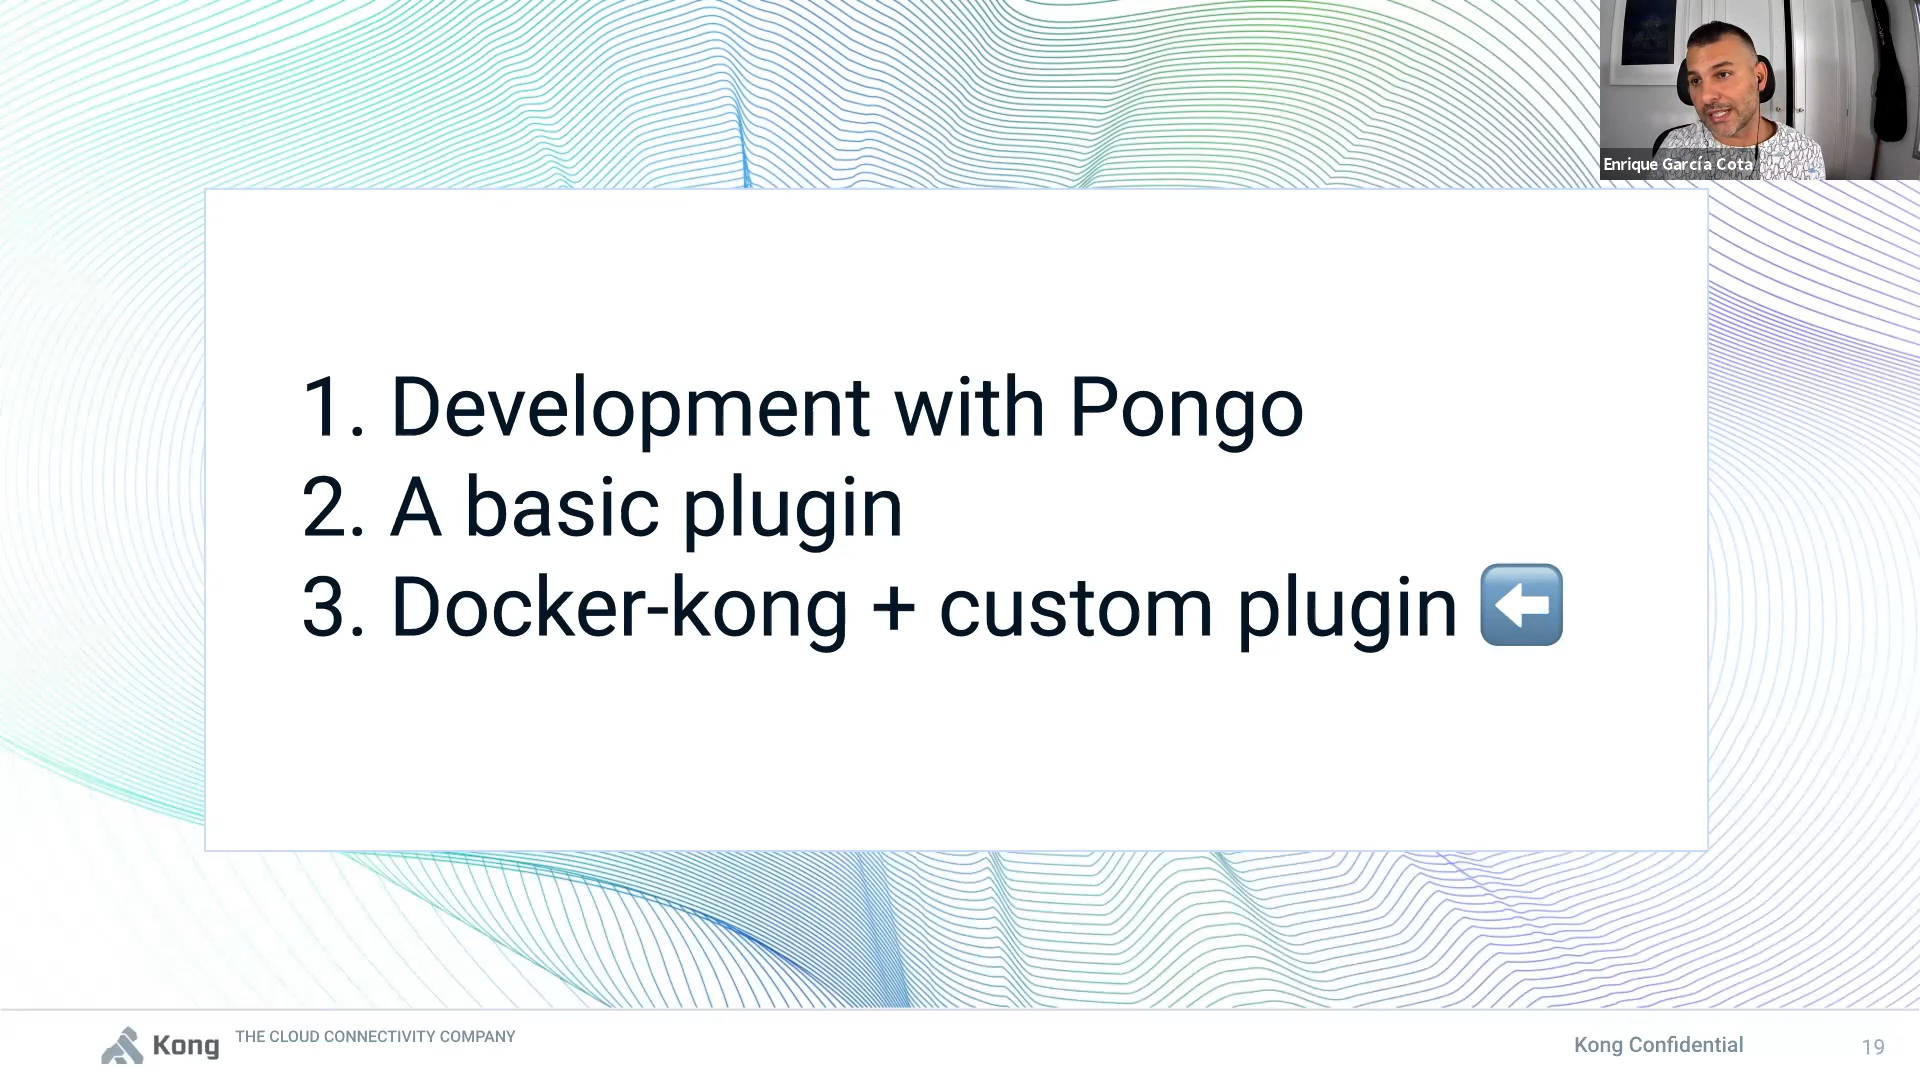 Enrique García Cota
1. Development with Pongo
2. A basic plugin
3. Docker-kong + custom plugin ⬅️
Kong THE CLOUD CONNECTIVITY COMPANY
Kong Confidential
19